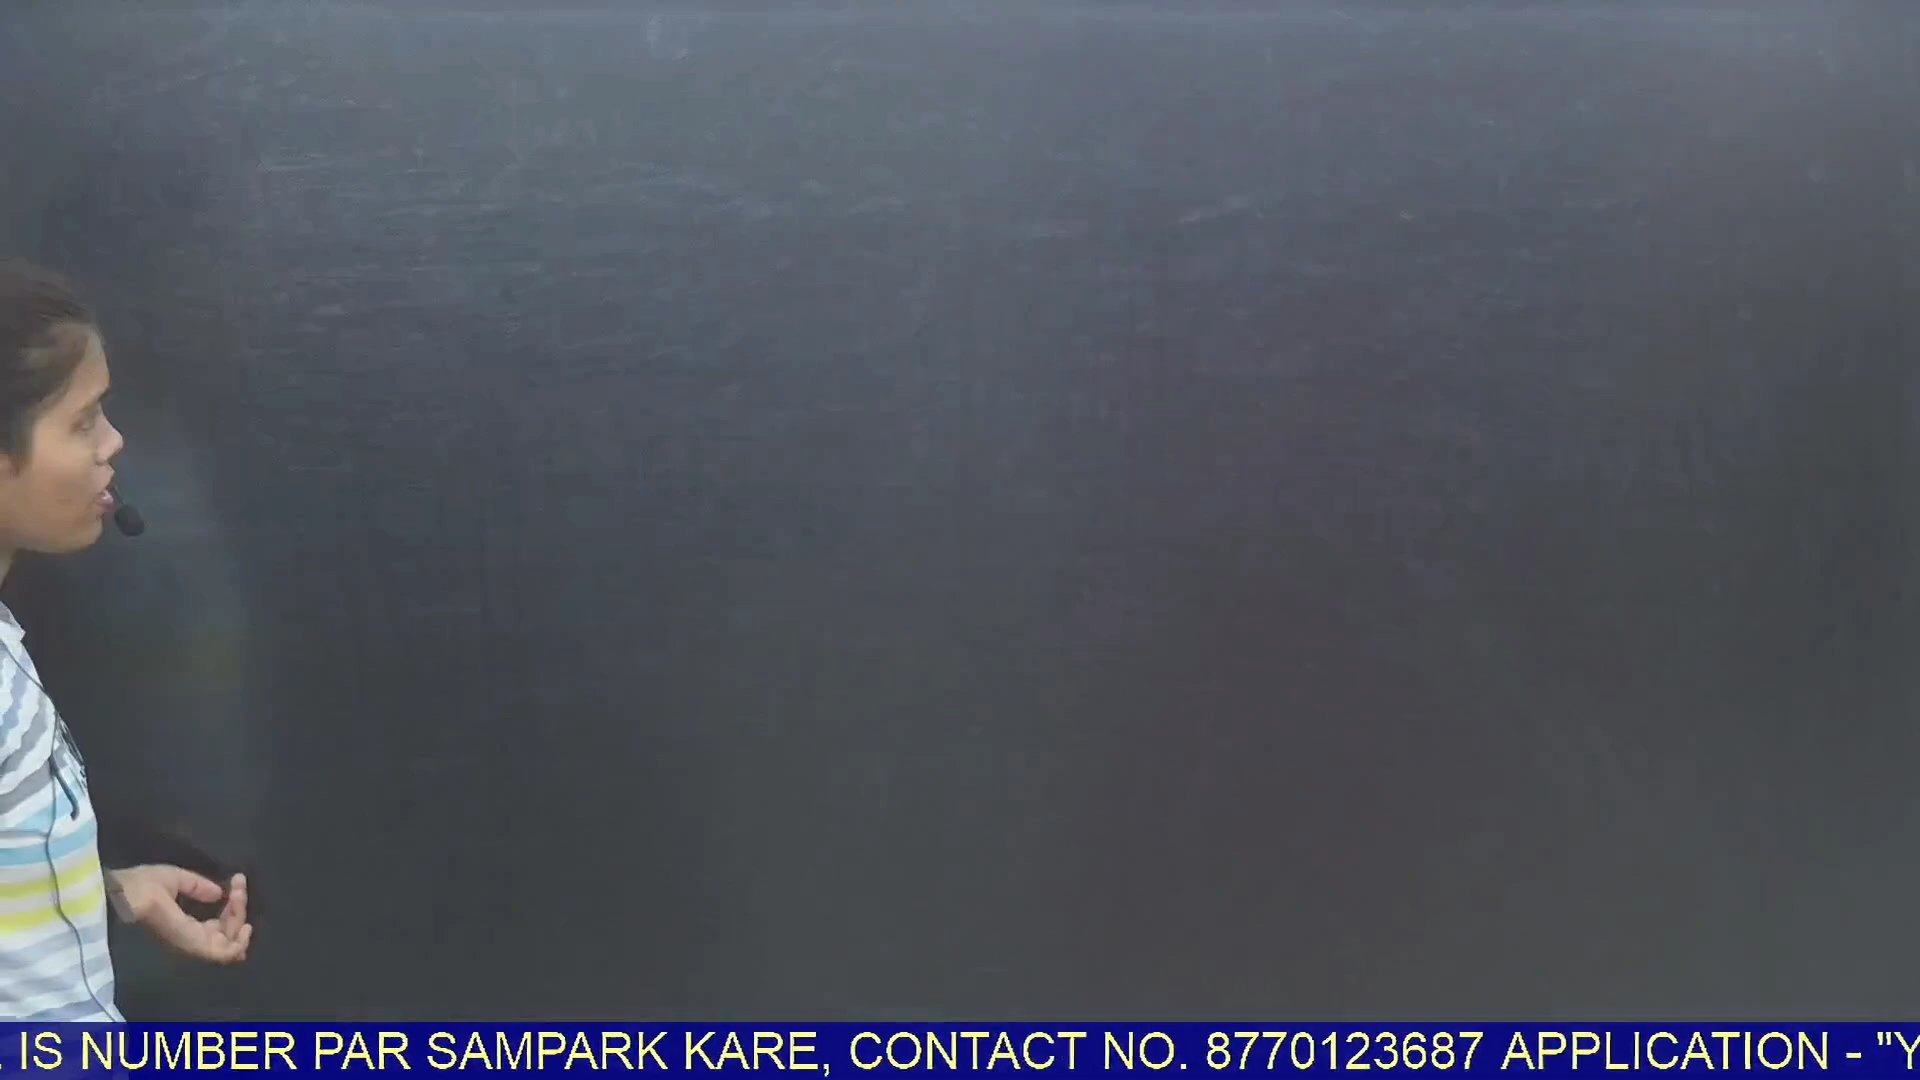 IS NUMBER PAR SAMPARK KARE, CONTACT NO. 8770123687 APPLICATION - "Y